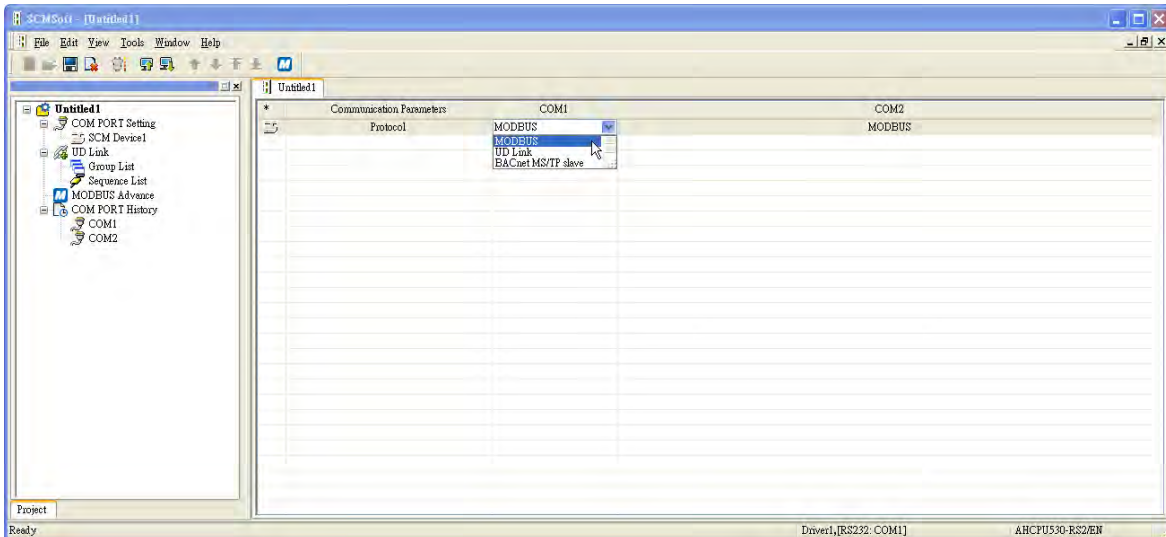 SCMSoft - [Untitled1]
File Edit View Tools Window Help
Untitled1
Untitled1
COM PORT Setting
SCM Device1
UD Link
Group List
Sequence List
MODBUS Advance
COM PORT History
COM1
COM2
* Communication Parameters COM1 COM2
Protocol MODBUS MODBUS
MODBUS
UD Link
BACnet MS/TP slave
Project
Ready Driver1,[RS232: COM1] AHCPU530-RS2/EN